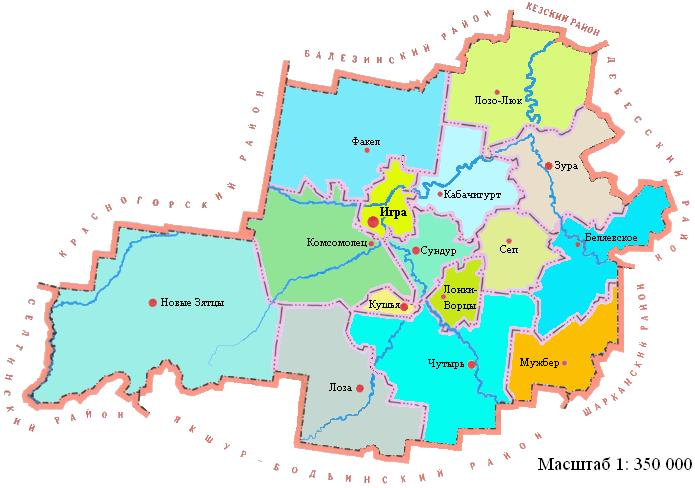 КЕЗСКИЙ РАЙОН
БАЛЕЗИНСКИЙ РАЙОН
ДЕБЕССКИЙ РАЙОН
Лозо-Люк
КРАСНОГОРСКИЙ РАЙОН
Факел
Зура
Кабачигурт
Игра
Комсомолец
Сундур
Сеп
Беляевское
Новые Зятцы
Кушья
Лонки-
Ворцы
СЕЛТИНСКИЙ РАЙОН
ШАРКАНСКИЙ РАЙОН
Чутырь
Мужбер
Лоза
ЯКШУР-БОДЬИНСКИЙ РАЙОН
Масштаб 1: 350 000